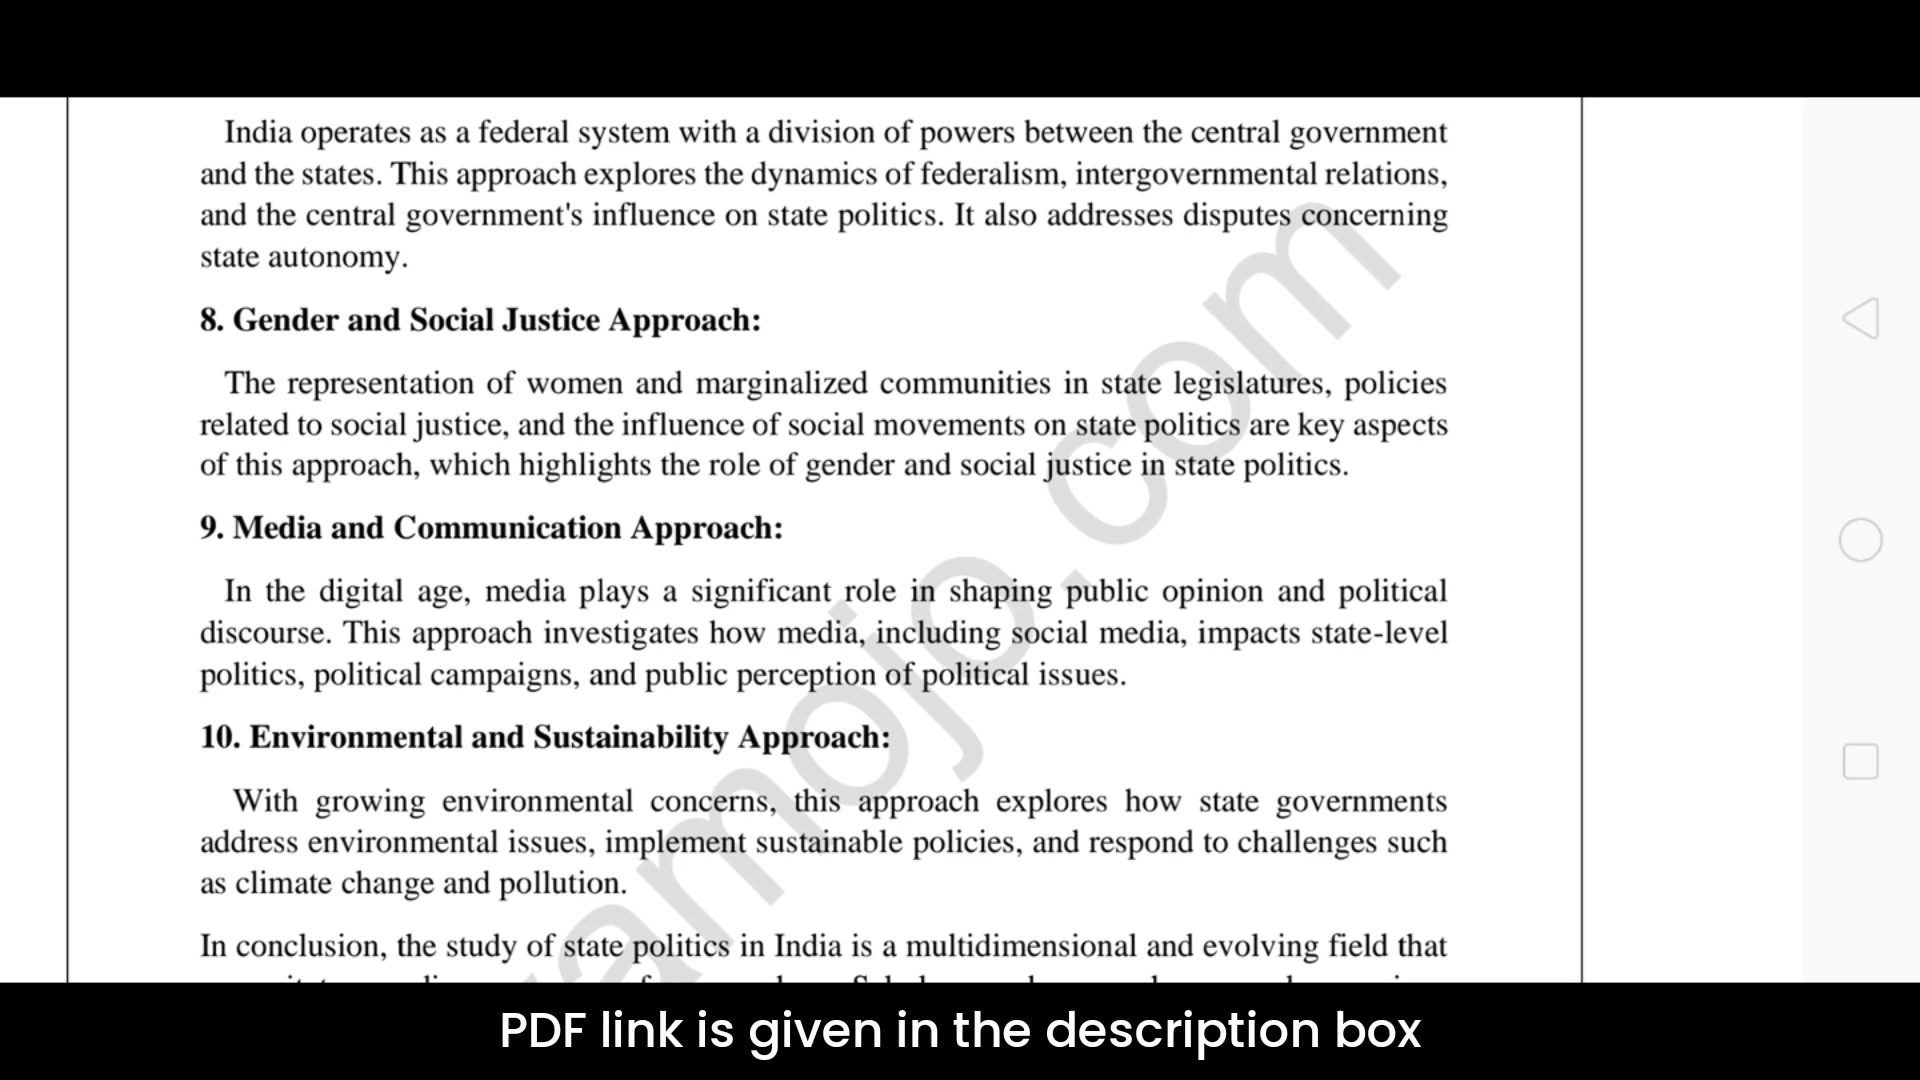 India operates as a federal system with a division of powers between the central government
and the states. This approach explores the dynamics of federalism, intergovernmental relations,
and the central government's influence on state politics. It also addresses disputes concerning
state autonomy.
8. Gender and Social Justice Approach:
The representation of women and marginalized communities in state legislatures, policies
related to social justice, and the influence of social movements on state politics are key aspects
of this approach, which highlights the role of gender and social justice in state politics.
9. Media and Communication Approach:
In the digital age, media plays a significant role in shaping public opinion and political
discourse. This approach investigates how media, including social media, impacts state-level
politics, political campaigns, and public perception of political issues.
10. Environmental and Sustainability Approach:
With growing environmental concerns, this approach explores how state governments
address environmental issues, implement sustainable policies, and respond to challenges such
as climate change and pollution.
In conclusion, the study of state politics in India is a multidimensional and evolving field that
PDF link is given in the description box